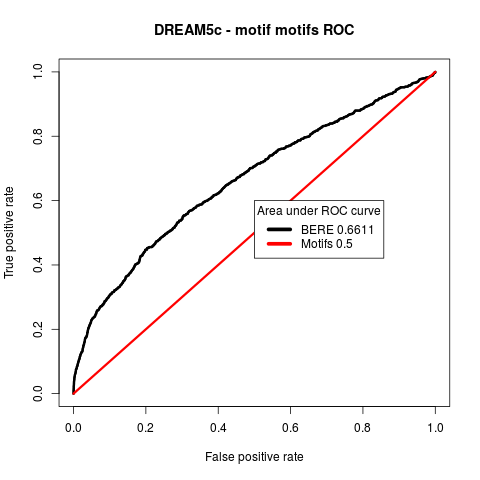 DREAM5c - motif motifs ROC
True positive rate
1.0
0.8
0.6
0.4
0.2
0.0
Area under ROC curve
BERE 0.6611
Motifs 0.5
0.0 0.2 0.4 0.6 0.8 1.0
False positive rate